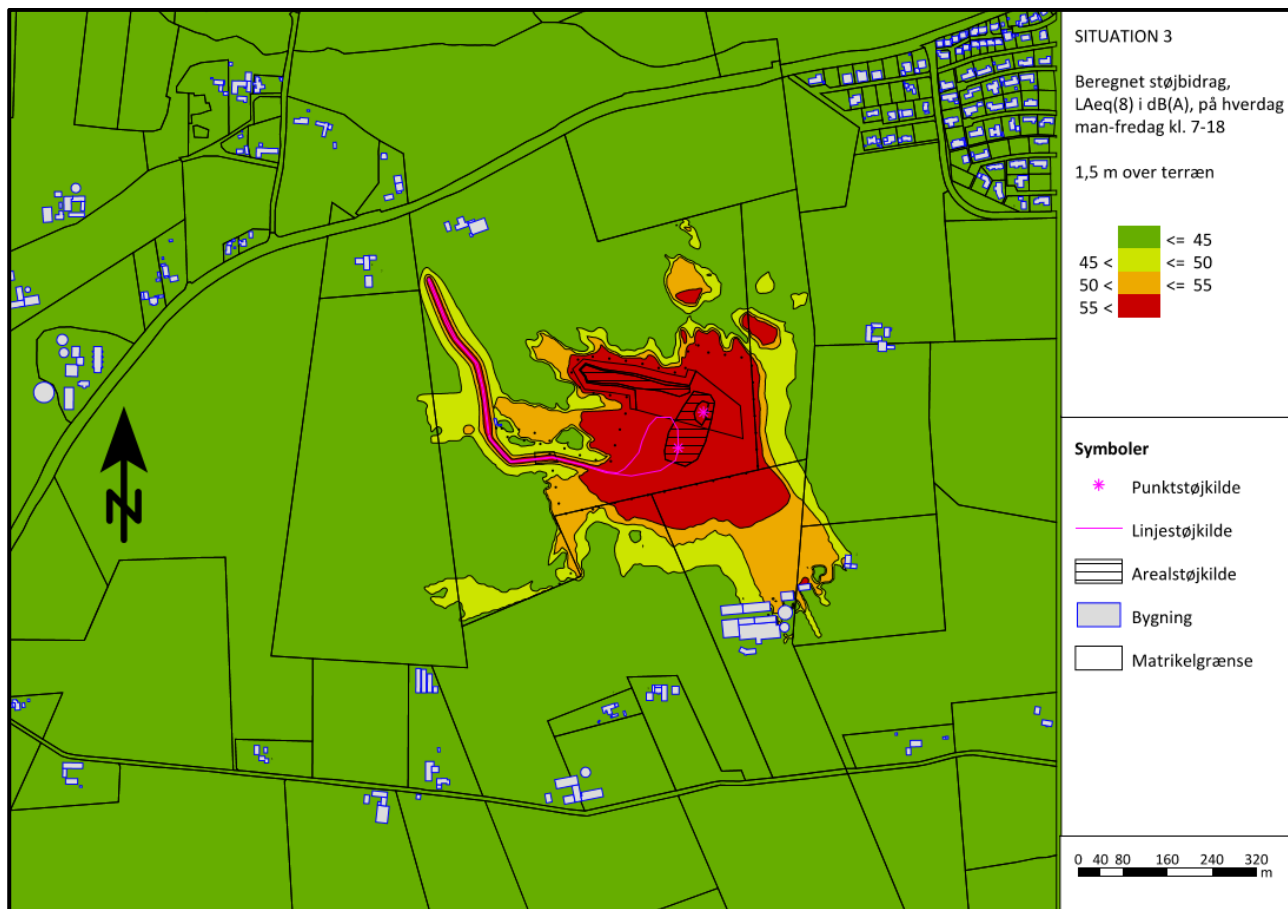 SITUATION 3
Beregnet støjbidrag,
LAeq(8) i dB(A), på hverdag
man-fredag kl. 7-18
1,5 m over terræn
<= 45
45 < <= 50
50 < <= 55
55 <
N
Symboler
Punktstøjkilde
Linjestøjkilde
Arealstøjkilde
Bygning
Matrikelgrænse
0 40 80 160 240 320
m